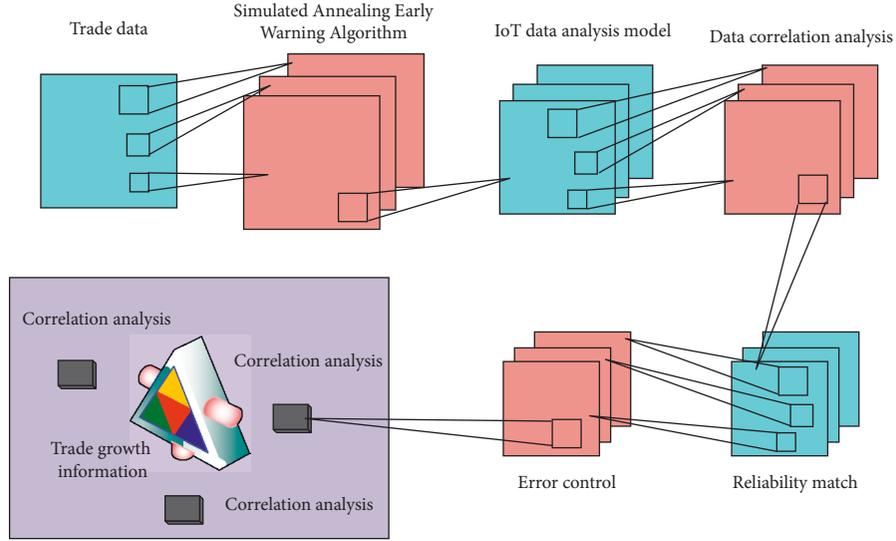 Trade data
Simulated Annealing Early
Warning Algorithm
IoT data analysis model
Data correlation analysis
Correlation analysis
Correlation analysis
Trade growth
information
Correlation analysis
Error control
Reliability match